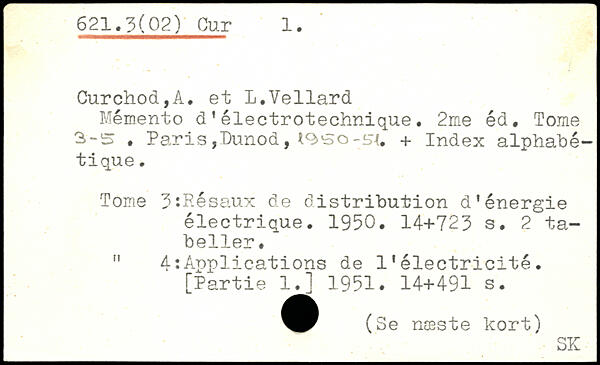 621.3(02) Cur 1.
Curchod,A. et L.Vellard
Mémento d'électrotechnique. 2me éd. Tome
3-5 . Paris,Dunod, 1950-51. + Index alphabé-
tique.
Tome 3:Résaux de distribution d'énergie
électrique. 1950. 14+723 s. 2 ta-
beller.
" 4:Applications de l'électricité.
[Partie 1.] 1951. 14+491 s.
(Se næste kort)
SK